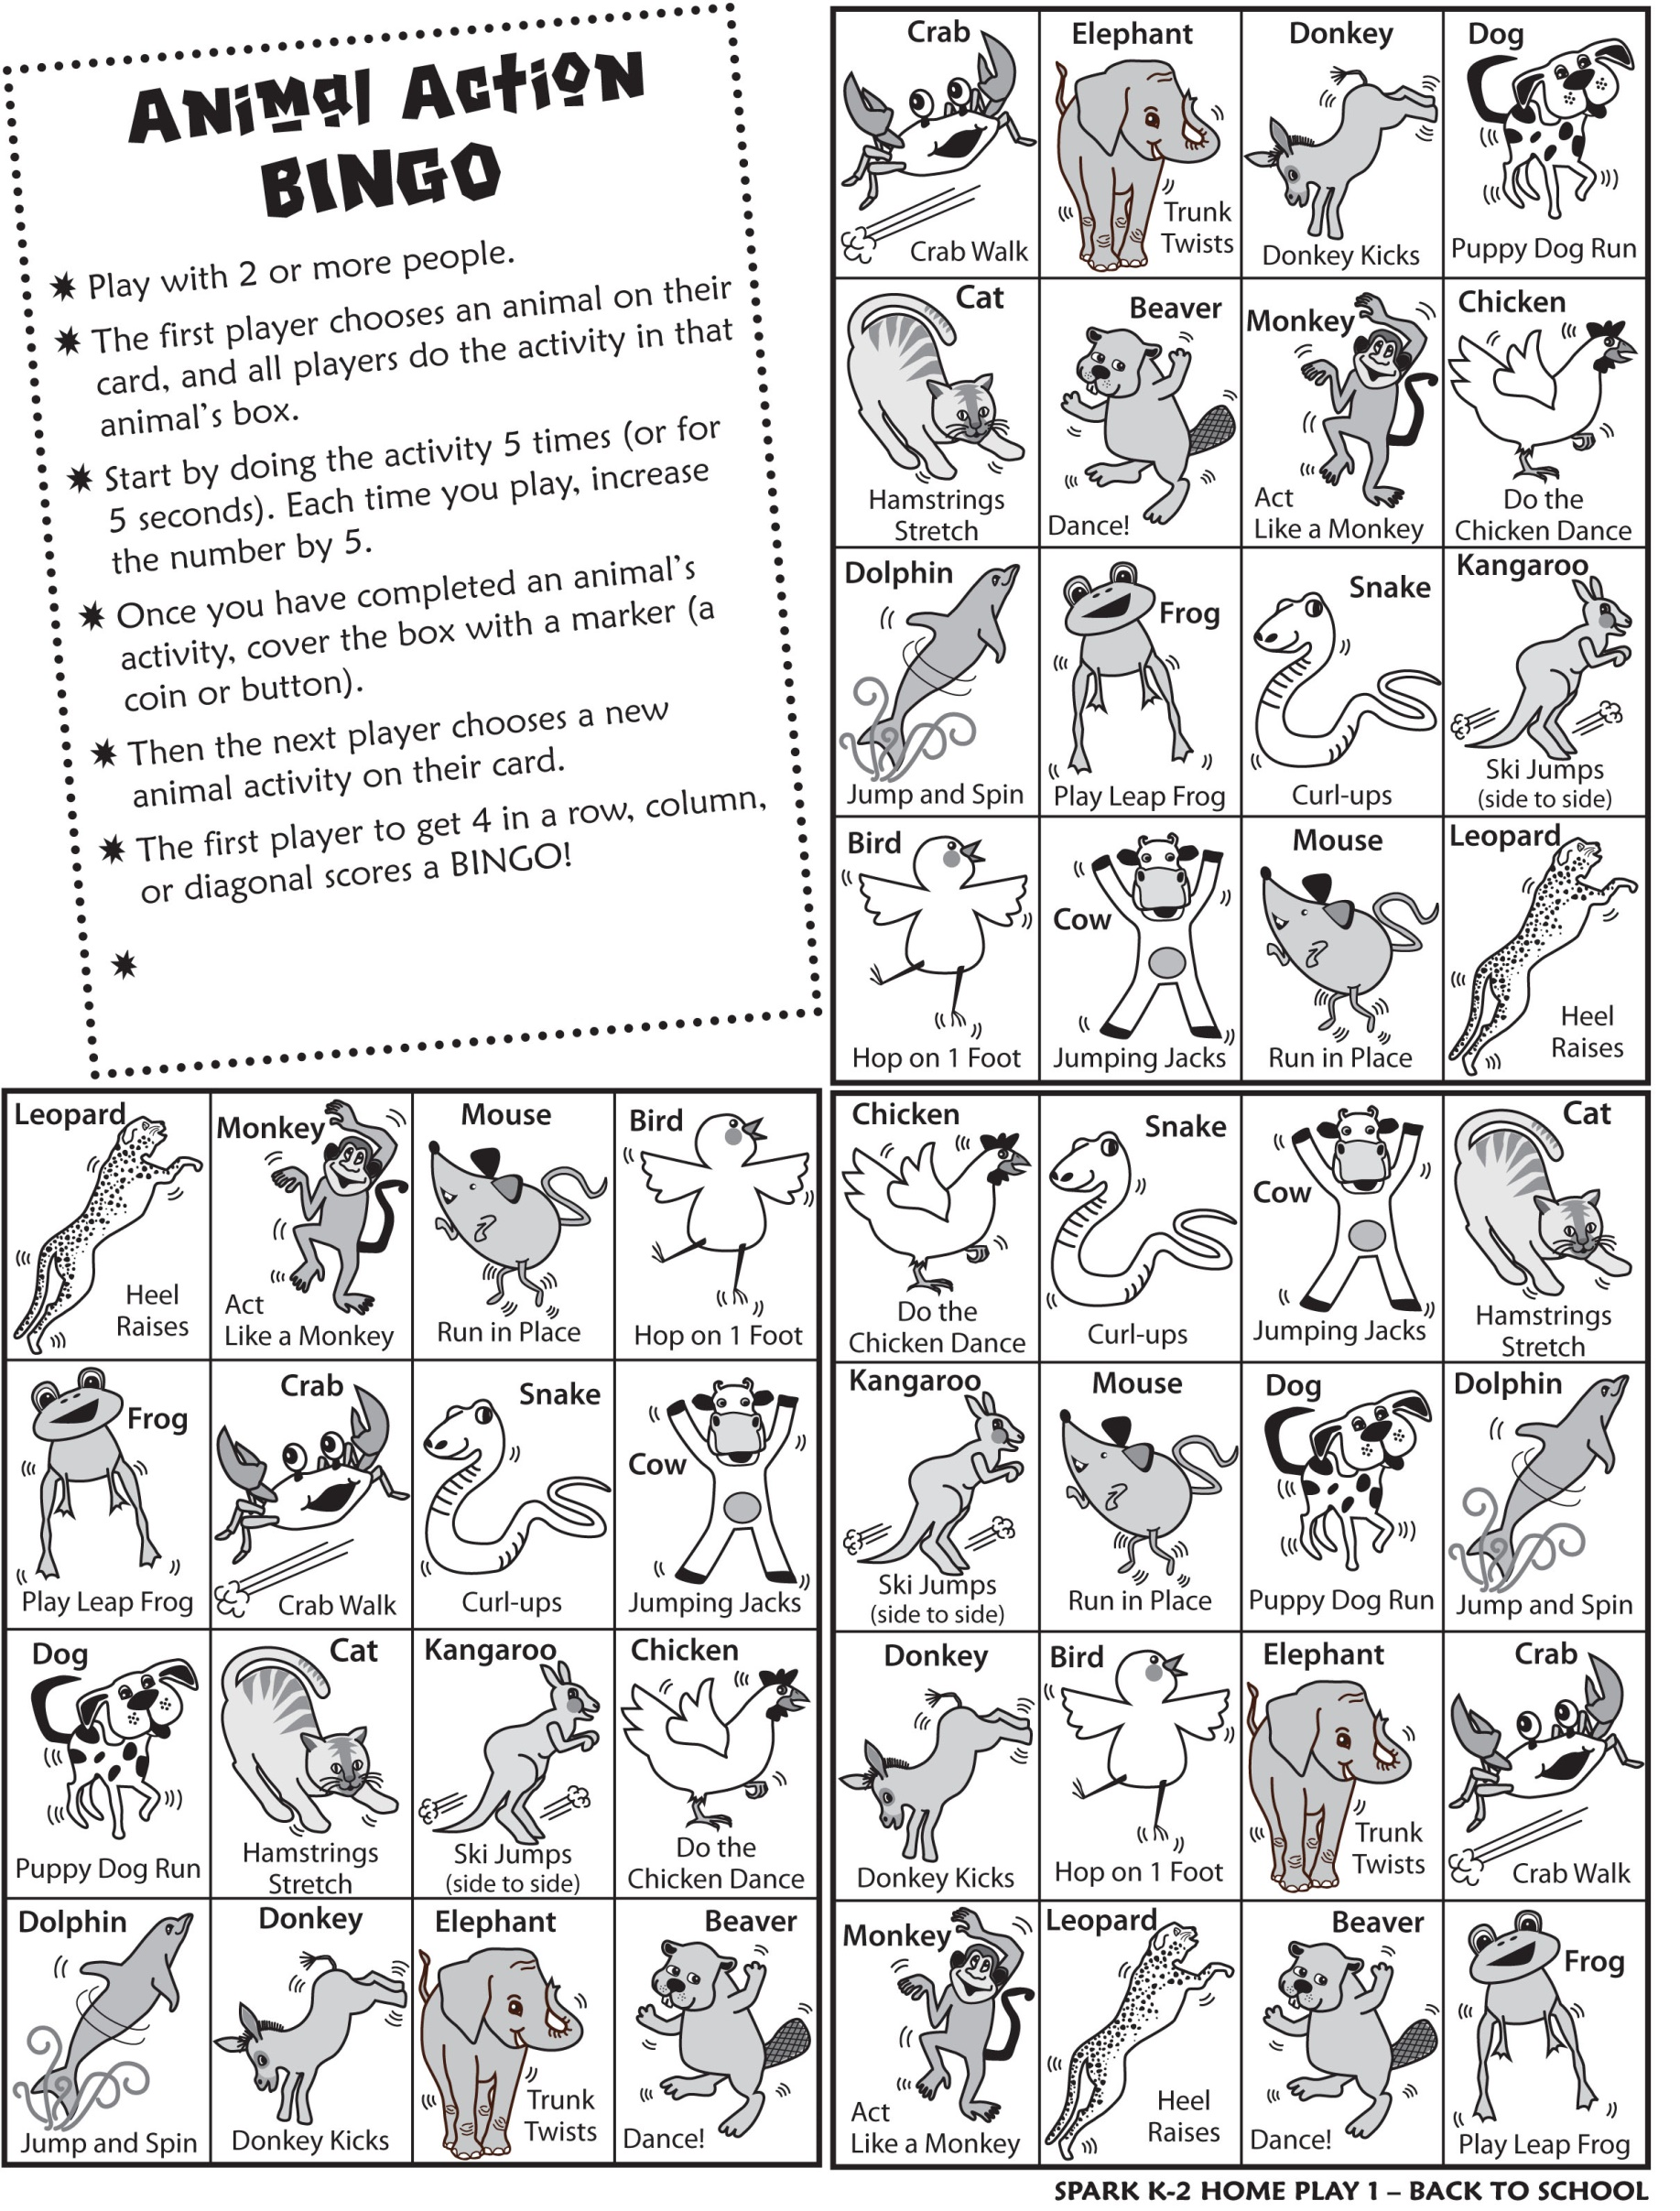 Animal Action
BINGO
Play with 2 or more people.
The first player chooses an animal on their
card, and all players do the activity in that
animal's box.
Start by doing the activity 5 times (or for
5 seconds). Each time you play, increase
the number by 5.
Once you have completed an animal's
activity, cover the box with a marker (a
coin or button).
Then the next player chooses a new
animal activity on their card.
The first player to get 4 in a row, column,
or diagonal scores a BINGO!
Crab
Crab Walk
Elephant
Trunk
Twists
Donkey
Donkey Kicks
Dog
Puppy Dog Run
Cat
Hamstrings
Stretch
Beaver
Dance!
Monkey
Act
Like a Monkey
Chicken
Do the
Chicken Dance
Dolphin
Jump and Spin
Frog
Play Leap Frog
Snake
Curl-ups
Kangaroo
Ski Jumps
(side to side)
Bird
Hop on 1 Foot
Cow
Jumping Jacks
Mouse
Run in Place
Leopard
Heel
Raises
Leopard
Heel
Raises
Monkey
Act
Like a Monkey
Mouse
Run in Place
Bird
Hop on 1 Foot
Frog
Play Leap Frog
Crab
Crab Walk
Snake
Curl-ups
Cow
Jumping Jacks
Dog
Puppy Dog Run
Cat
Hamstrings
Stretch
Kangaroo
Ski Jumps
(side to side)
Chicken
Do the
Chicken Dance
Dolphin
Jump and Spin
Donkey
Donkey Kicks
Elephant
Trunk
Twists
Beaver
Dance!
Chicken
Do the
Chicken Dance
Snake
Curl-ups
Cow
Jumping Jacks
Cat
Hamstrings
Stretch
Kangaroo
Ski Jumps
(side to side)
Mouse
Run in Place
Dog
Puppy Dog Run
Dolphin
Jump and Spin
Donkey
Donkey Kicks
Bird
Hop on 1 Foot
Elephant
Trunk
Twists
Crab
Crab Walk
Monkey
Act
Like a Monkey
Leopard
Heel
Raises
Beaver
Dance!
Frog
Play Leap Frog
SPARK K-2 HOME PLAY 1 – BACK TO SCHOOL